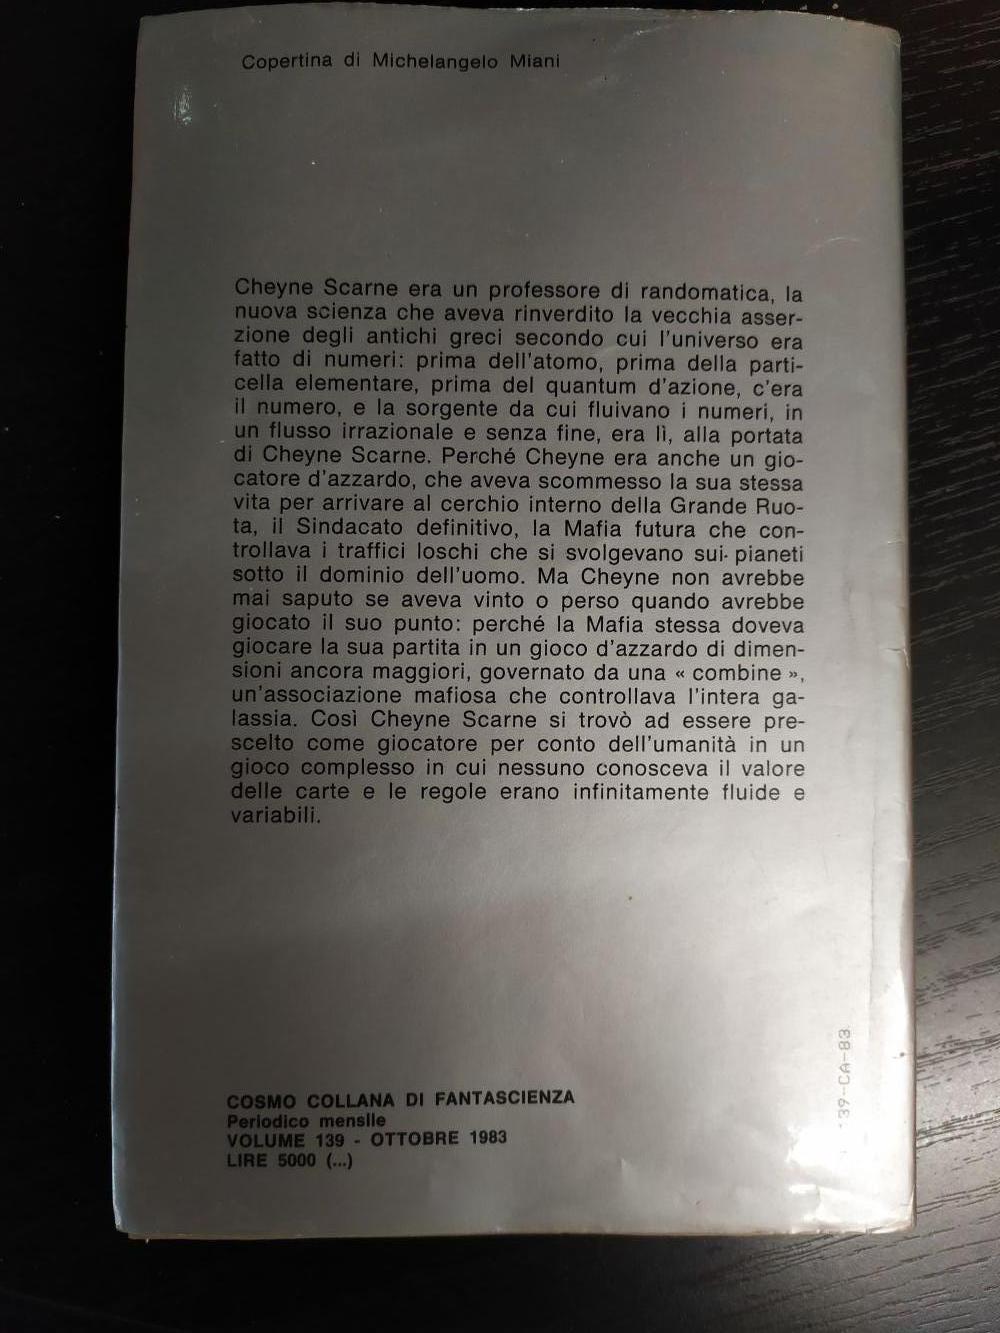 Copertina di Michelangelo Miani
Cheyne Scarne era un professore di randomatica, la
nuova scienza che aveva rinverdito la vecchia asser-
zione degli antichi greci secondo cui l'universo era
fatto di numeri: prima dell'atomo, prima della parti-
cella elementare, prima del quantum d'azione, c'era
il numero, e la sorgente da cui fluivano i numeri, in
un flusso irrazionale e senza fine, era lì, alla portata
di Cheyne Scarne. Perché Cheyne era anche un gio-
catore d'azzardo, che aveva scommesso la sua stessa
vita per arrivare al cerchio interno della Grande Ruo-
ta, il Sindacato definitivo, la Mafia futura che con-
trollava i traffici loschi che si svolgevano sui pianeti
sotto il dominio dell'uomo. Ma Cheyne non avrebbe
mai saputo se aveva vinto o perso quando avrebbe
giocato il suo punto: perché la Mafia stessa doveva
giocare la sua partita in un gioco d'azzardo di dimen-
sioni ancora maggiori, governato da una « combine »,
un'associazione mafiosa che controllava l'intera ga-
lassia. Così Cheyne Scarne si trovò ad essere pre-
scelto come giocatore per conto dell'umanità in un
gioco complesso in cui nessuno conosceva il valore
delle carte e le regole erano infinitamente fluide e
variabili.
COSMO COLLANA DI FANTASCIENZA
Periodico mensile
VOLUME 139 - OTTOBRE 1983
LIRE 5000 (...)
39-CA-83